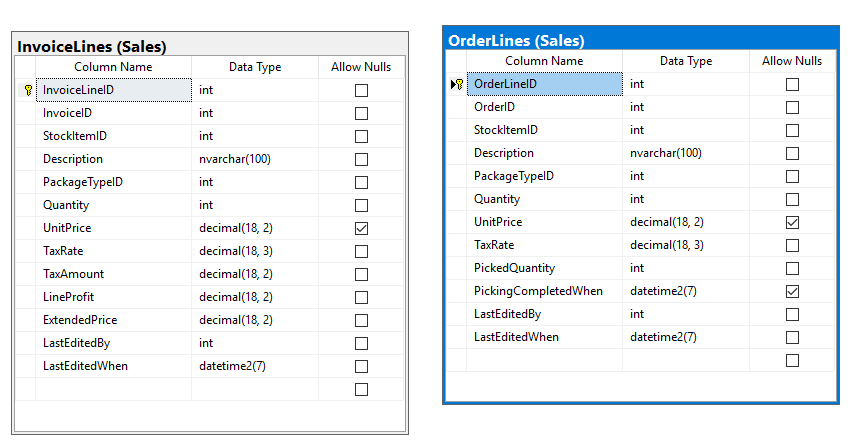 InvoiceLines (Sales)
Column Name Data Type Allow Nulls
InvoiceLineID int
InvoiceID int
StockItemID int
Description nvarchar(100)
PackageTypeID int
Quantity int
UnitPrice decimal(18, 2)
TaxRate decimal(18, 3)
TaxAmount decimal(18, 2)
LineProfit decimal(18, 2)
ExtendedPrice decimal(18, 2)
LastEditedBy int
LastEditedWhen datetime2(7)
OrderLines (Sales)
Column Name Data Type Allow Nulls
OrderLineID int
OrderID int
StockItemID int
Description nvarchar(100)
PackageTypeID int
Quantity int
UnitPrice decimal(18, 2)
TaxRate decimal(18, 3)
PickedQuantity int
PickingCompletedWhen datetime2(7)
LastEditedBy int
LastEditedWhen datetime2(7)